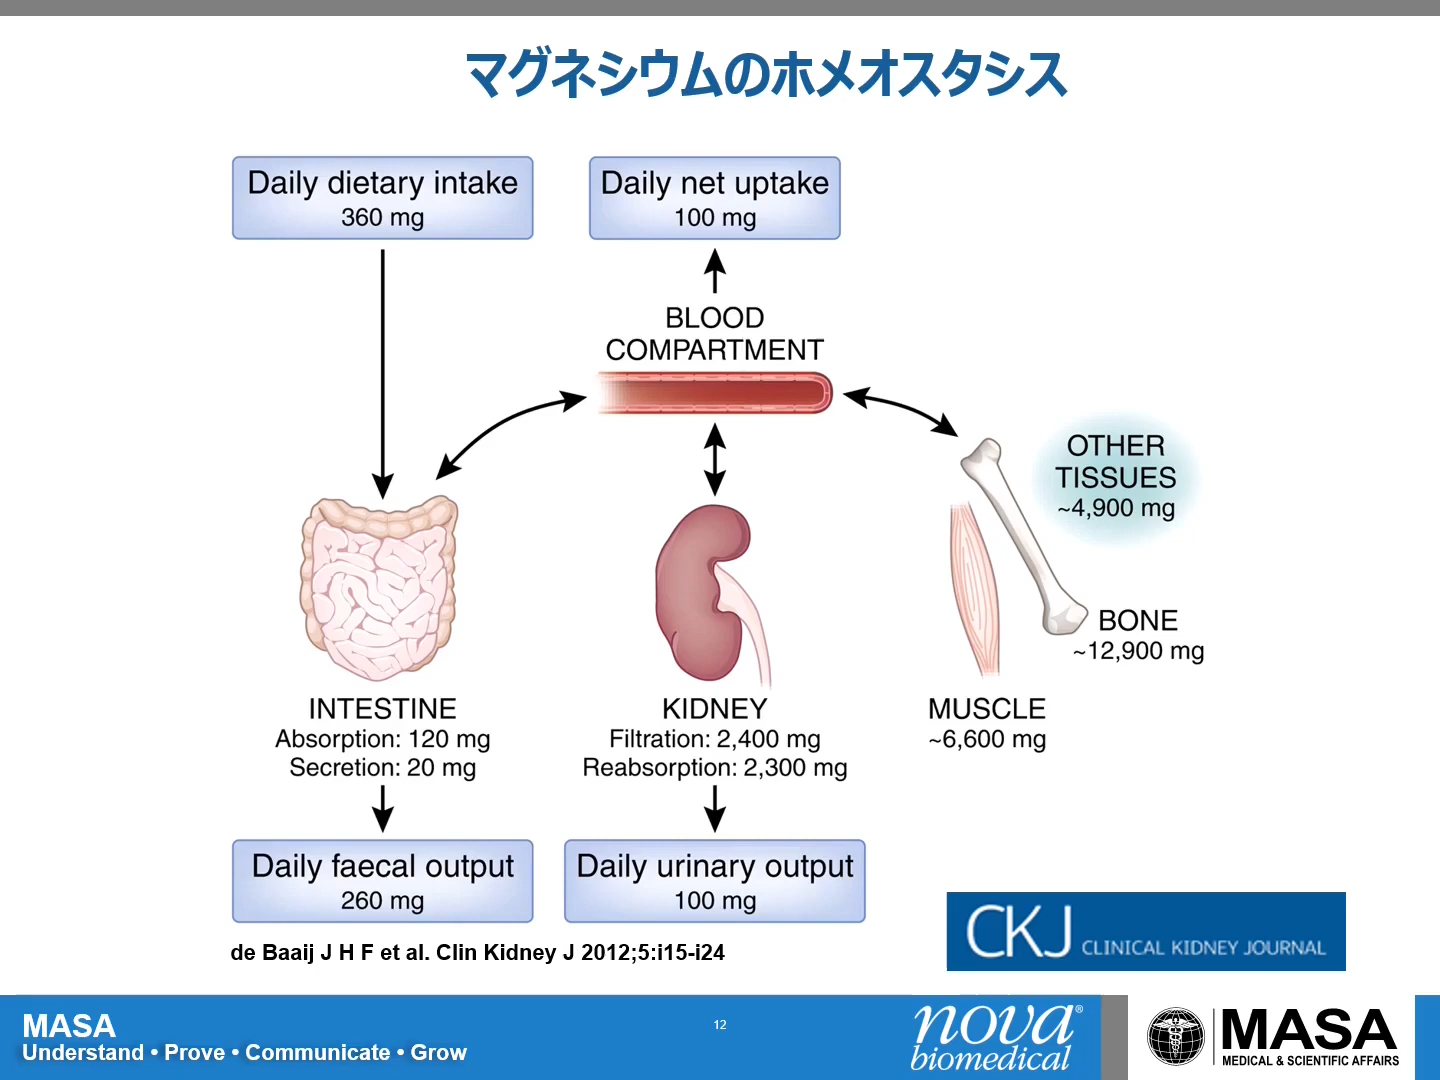 マグネシウムのホメオスタシス
Daily dietary intake
360 mg
Daily net uptake
100 mg
BLOOD
COMPARTMENT
OTHER
TISSUES
~4,900 mg
BONE
~12,900 mg
INTESTINE
Absorption: 120 mg
Secretion: 20 mg
KIDNEY
Filtration: 2,400 mg
Reabsorption: 2,300 mg
MUSCLE
~6,600 mg
Daily faecal output
260 mg
Daily urinary output
100 mg
de Baaij J H F et al. Clin Kidney J 2012;5:i15-i24
CKJ CLINICAL KIDNEY JOURNAL
MASA
Understand • Prove • Communicate • Grow
12
nova®
biomedical
MASA
MEDICAL & SCIENTIFIC AFFAIRS